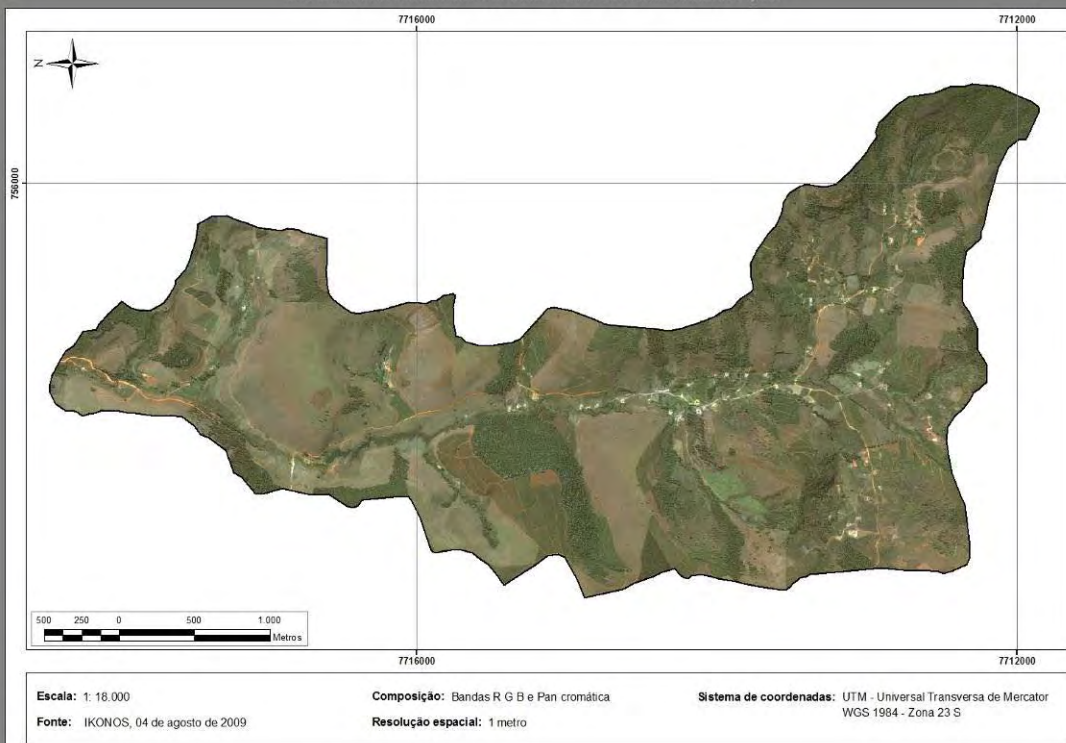 7716000 7712000
N
756000
500 250 0 500 1.000
Metros
7716000 7712000
Escala: 1: 18.000
Fonte: IKONOS, 04 de agosto de 2009
Composição: Bandas R G B e Pan cromática
Resolução espacial: 1 metro
Sistema de coordenadas: UTM - Universal Transversa de Mercator
WGS 1984 - Zona 23 S